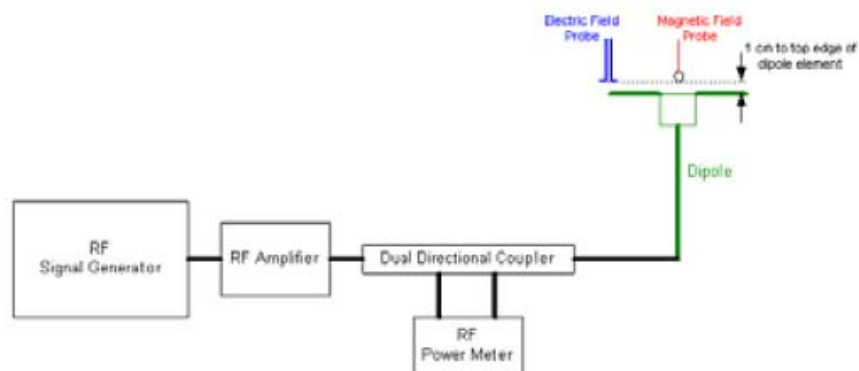 Electric Field
Probe
Magnetic Field
Probe
1 cm to top edge of
dipole element
Dipole
RF
Signal Generator
RF Amplifier
Dual Directional Coupler
RF
Power Meter